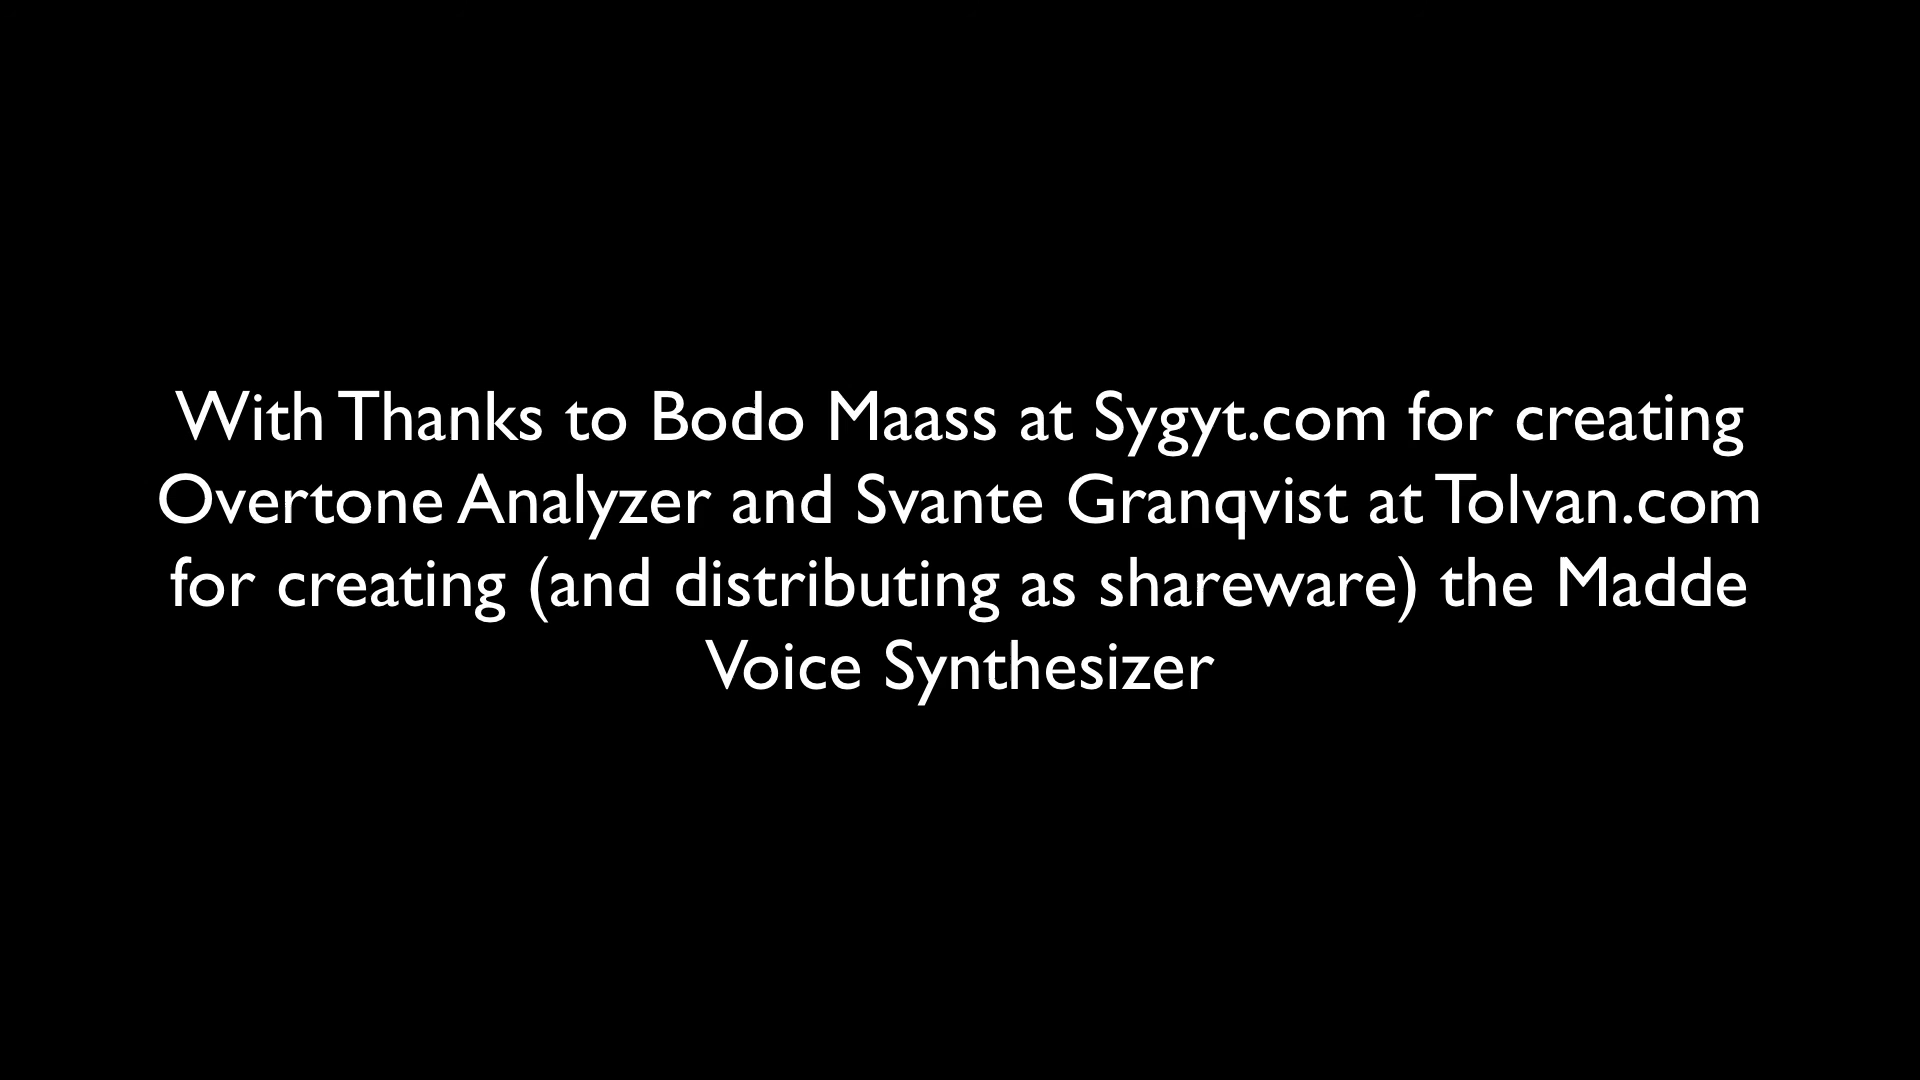 With Thanks to Bodo Maass at Sygyt.com for creating
Overtone Analyzer and Svante Granqvist at Tolvan.com
for creating (and distributing as shareware) the Madde
Voice Synthesizer